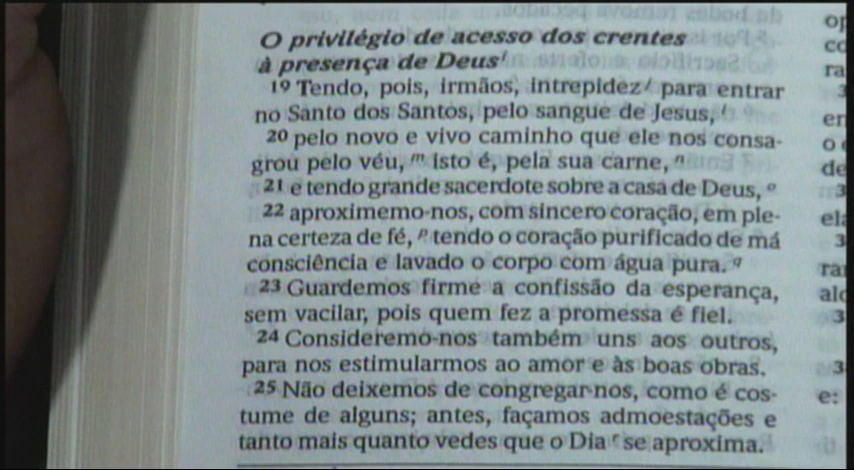 O privilégio de acesso dos crentes
à presença de Deus
19 Tendo, pois, irmãos, intrepidez j para entrar
no Santo dos Santos, pelo sangue de Jesus, l
20 pelo novo e vivo caminho que ele nos consa-
grou pelo véu, m isto é, pela sua carne, n
21 e tendo grande sacerdote sobre a casa de Deus, o
22 aproximemo-nos, com sincero coração, em ple-
na certeza de fé, p tendo o coração purificado de má
consciência e lavado o corpo com água pura. q
23 Guardemos firme a confissão da esperança,
sem vacilar, pois quem fez a promessa é fiel.
24 Consideremo-nos também uns aos outros,
para nos estimularmos ao amor e às boas obras.
25 Não deixemos de congregar-nos, como é cos-
tume de alguns; antes, façamos admoestações e
tanto mais quanto vedes que o Dia r se aproxima.